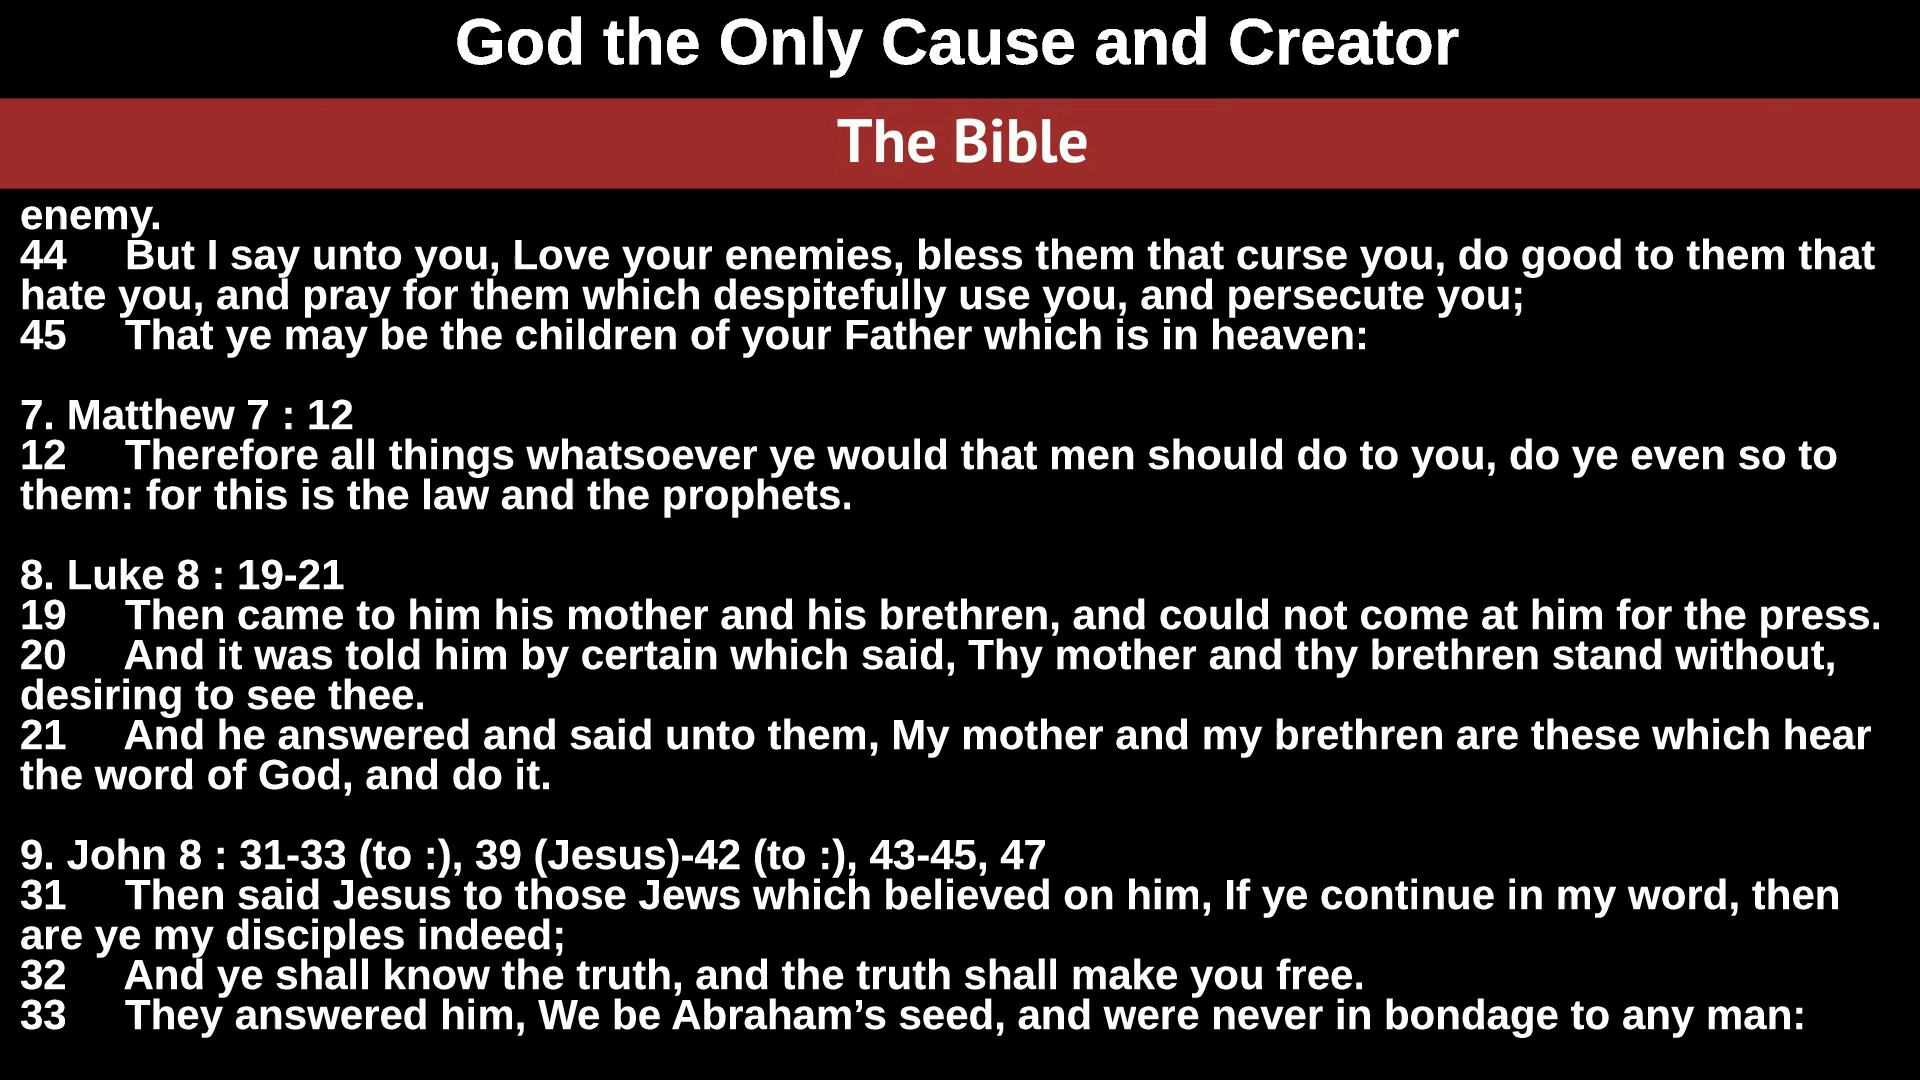 God the Only Cause and Creator
The Bible
enemy.
44 But I say unto you, Love your enemies, bless them that curse you, do good to them that
hate you, and pray for them which despitefully use you, and persecute you;
45 That ye may be the children of your Father which is in heaven:
7. Matthew 7 : 12
12 Therefore all things whatsoever ye would that men should do to you, do ye even so to
them: for this is the law and the prophets.
8. Luke 8 : 19-21
19 Then came to him his mother and his brethren, and could not come at him for the press.
20 And it was told him by certain which said, Thy mother and thy brethren stand without,
desiring to see thee.
21 And he answered and said unto them, My mother and my brethren are these which hear
the word of God, and do it.
9. John 8 : 31-33 (to :), 39 (Jesus)-42 (to :), 43-45, 47
31 Then said Jesus to those Jews which believed on him, If ye continue in my word, then
are ye my disciples indeed;
32 And ye shall know the truth, and the truth shall make you free.
33 They answered him, We be Abraham’s seed, and were never in bondage to any man: